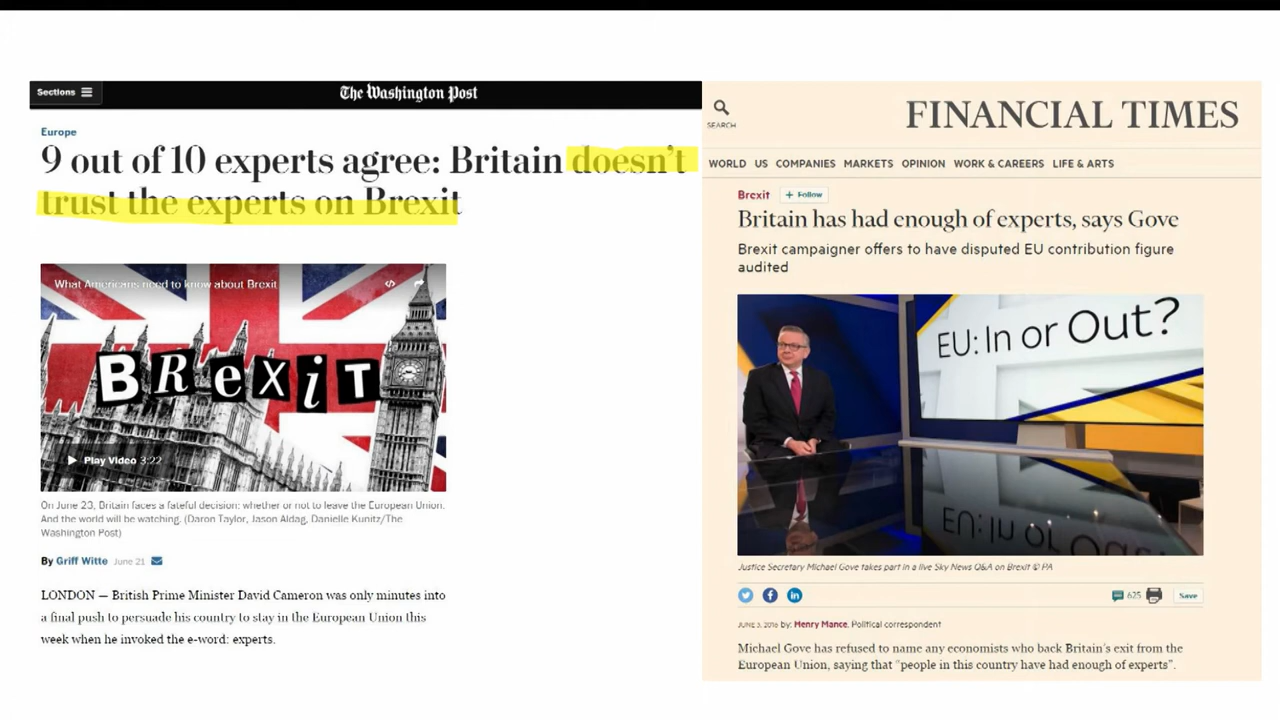 Sections
The Washington Post
Europe
9 out of 10 experts agree: Britain doesn't
trust the experts on Brexit
What Americans need to know about Brexit
BREXIT
Play Video 3:22
On June 23, Britain faces a fateful decision: whether or not to leave the European Union.
And the world will be watching. (Daron Taylor, Jason Aldag, Danielle Kunitz/The
Washington Post)
By Griff Witte June 21
LONDON — British Prime Minister David Cameron was only minutes into
a final push to persuade his country to stay in the European Union this
week when he invoked the e-word: experts.
SEARCH
FINANCIAL TIMES
WORLD US COMPANIES MARKETS OPINION WORK & CAREERS LIFE & ARTS
Brexit + Follow
Britain has had enough of experts, says Gove
Brexit campaigner offers to have disputed EU contribution figure
audited
EU: In or Out?
EU: In or Out?
Justice Secretary Michael Gove takes part in a live Sky News Q&A on Brexit © PA
625 Save
JUNE 3, 2016 by: Henry Mance, Political correspondent
Michael Gove has refused to name any economists who back Britain's exit from the
European Union, saying that "people in this country have had enough of experts".